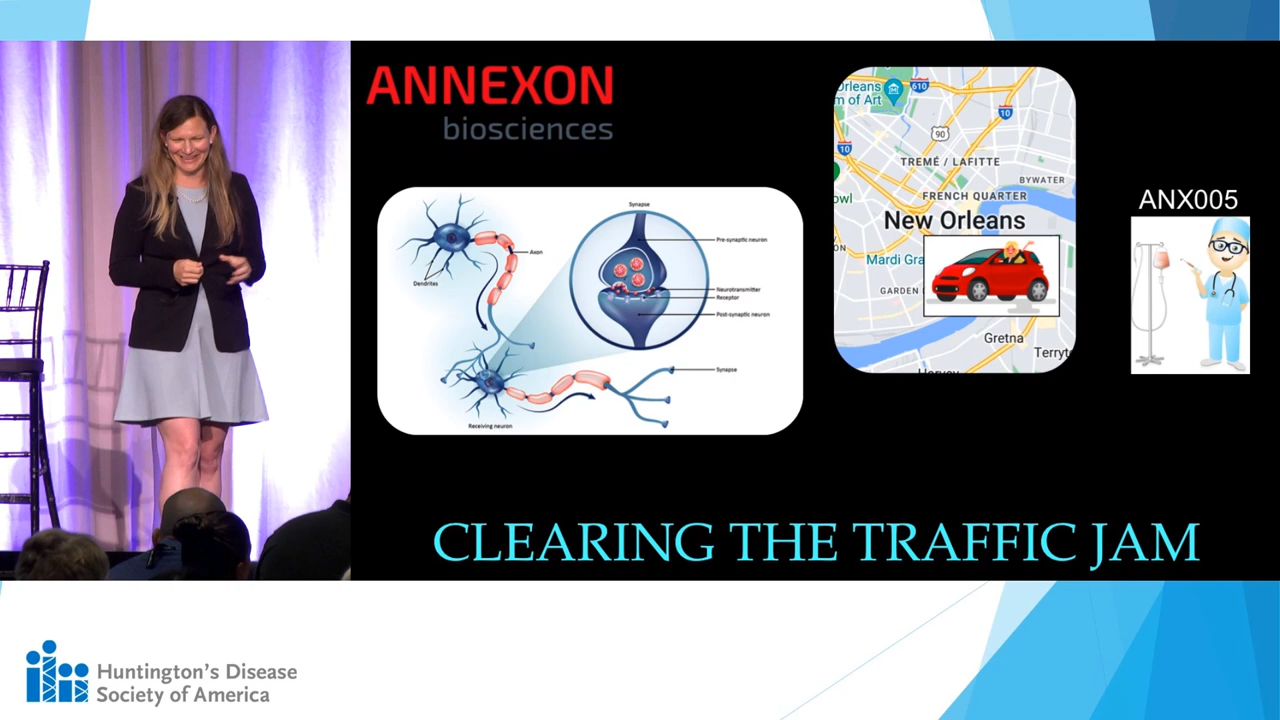 ANNEXON
biosciences
Synapse
Pre-synaptic neuron
Axon
Dendrites
Neurotransmitter
Receptor
Post-synaptic neuron
Synapse
Receiving neuron
Orleans
m of Art
610
10
90
10
TREMÉ / LAFITTE
BYWATER
owl
FRENCH QUARTER
New Orleans
ON
Mardi Gra
GARDEN
Gretna
Terryt
Harvey
ANX005
CLEARING THE TRAFFIC JAM
Huntington's Disease
Society of America